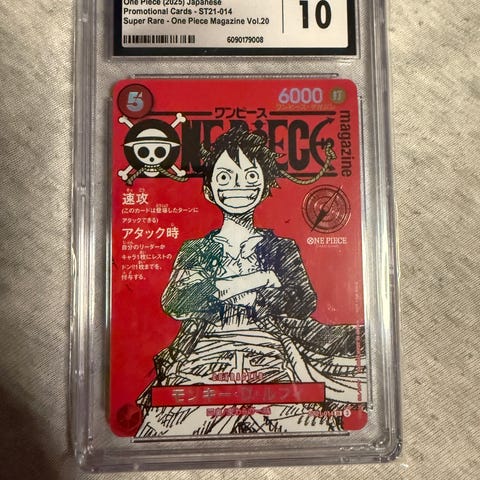 One Piece (2025) Japanese
Promotional Cards - ST21-014
Super Rare - One Piece Magazine Vol.20
10
6090179008
5
6000
打
ワンピース
ONE PIECE
magazine
速攻
(このカードは登場したターンに
アタックできる)
アタック時
自分のリーダーか
キャラ1枚にレストの
ドン!!1枚までを、
付与する。
ONE PIECE
CHARACTER
モンキー・D・ルフィ